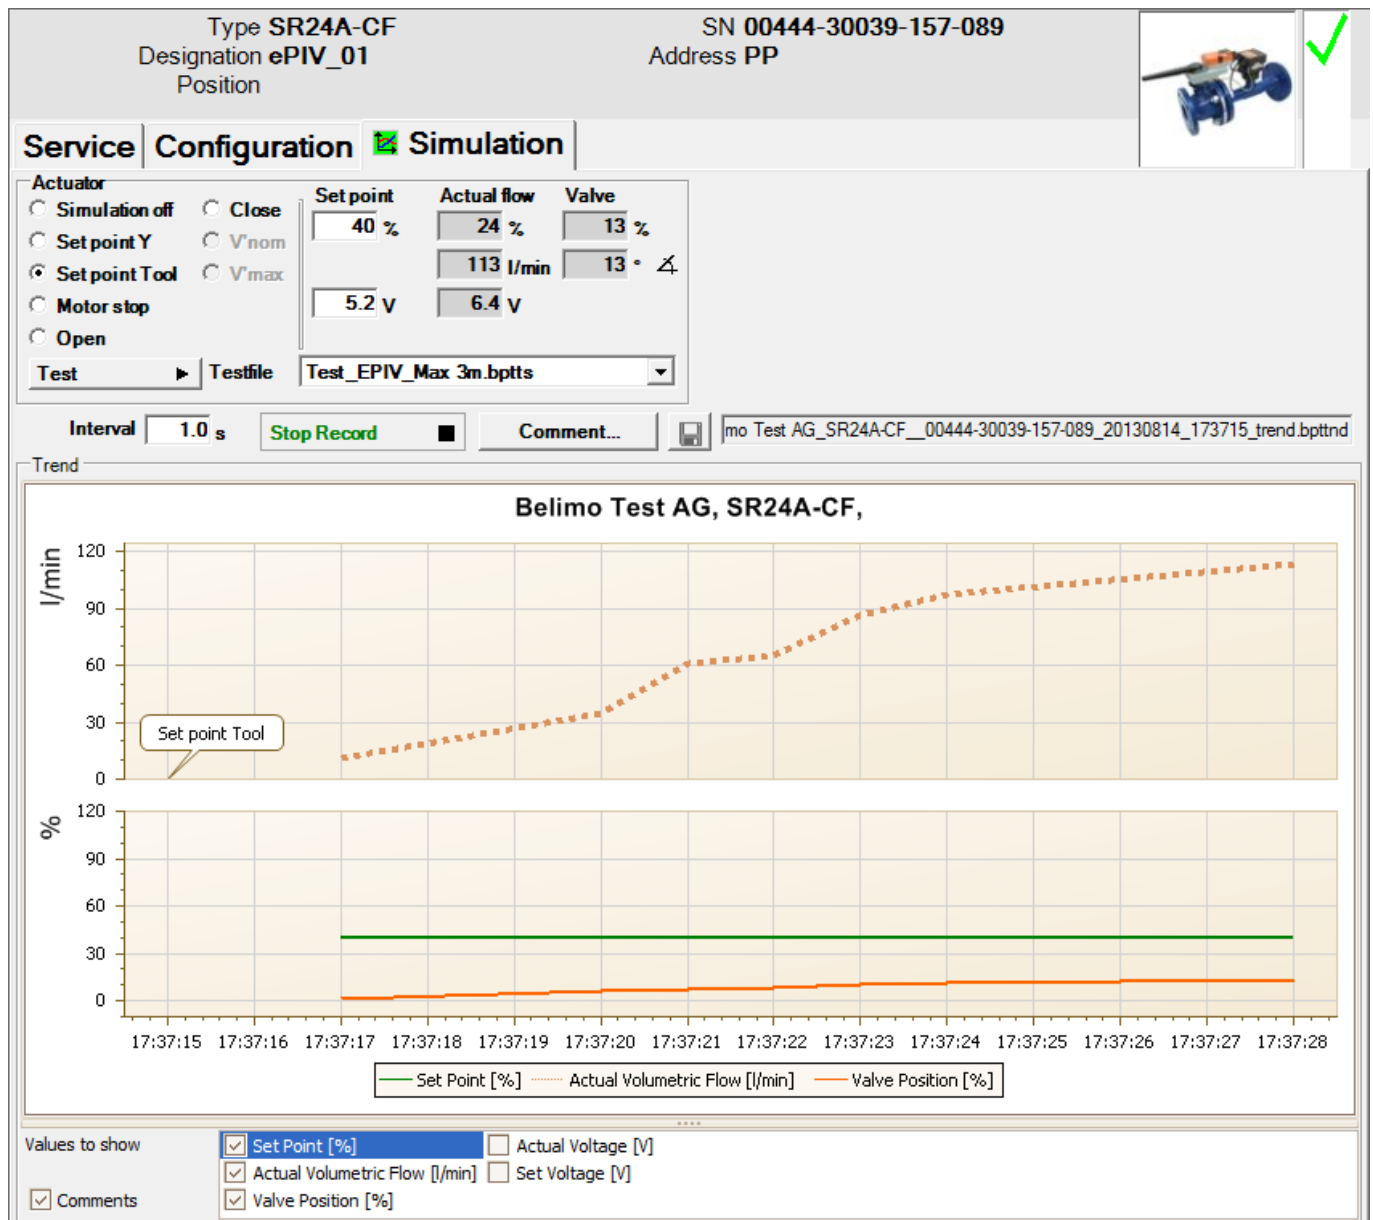 Type SR24A-CF SN 00444-30039-157-089
Designation ePIV_01 Address PP
Position
Service Configuration Simulation
Actuator
Simulation off Close Set point Actual flow Valve
40 % 24 % 13 %
Set point Y V'nom
Set point Tool V'max 113 l/min 13 °
Motor stop 5.2 V 6.4 V
Open
Test Testfile Test_EPIV_Max 3m.bptts
Interval 1.0 s Stop Record Comment... mo Test AG_SR24A-CF__00444-30039-157-089_20130814_173715_trend.bpttnd
Trend
Belimo Test AG, SR24A-CF,
l/min
120
90
60
30
0
Set point Tool
%
120
90
60
30
0
17:37:15 17:37:16 17:37:17 17:37:18 17:37:19 17:37:20 17:37:21 17:37:22 17:37:23 17:37:24 17:37:25 17:37:26 17:37:27 17:37:28
Set Point [%] Actual Volumetric Flow [l/min] Valve Position [%]
Values to show Set Point [%] Actual Voltage [V]
Actual Volumetric Flow [l/min] Set Voltage [V]
Comments Valve Position [%]